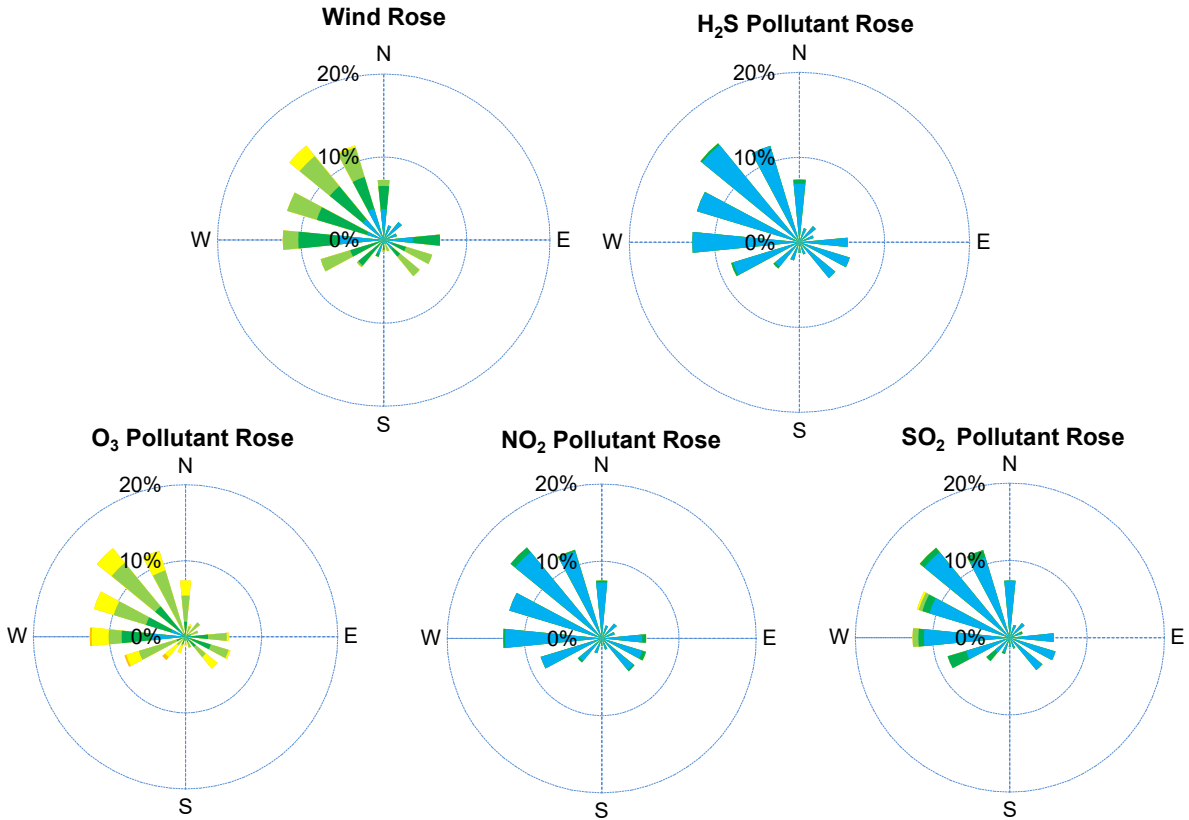 Wind Rose
N
20%
10%
W
0%
E
S
H₂S Pollutant Rose
N
20%
10%
W
0%
E
S
O₃ Pollutant Rose
N
20%
10%
W
0%
E
S
NO₂ Pollutant Rose
N
20%
10%
W
0%
E
S
SO₂ Pollutant Rose
N
20%
10%
W
0%
E
S